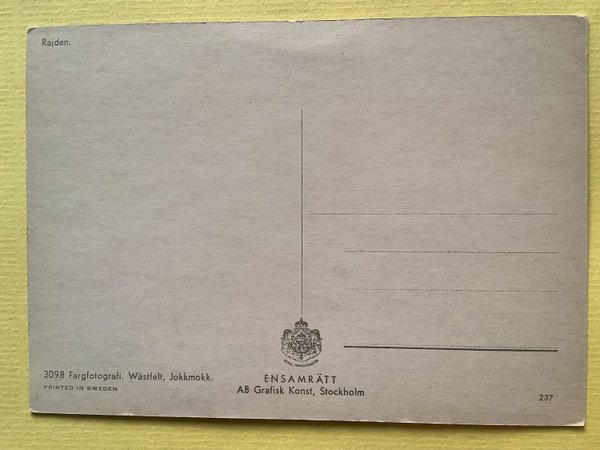 Rajden.
3098 Färgfotografi. Wästfelt, Jokkmokk.
PRINTED IN SWEDEN
ENSAMRÄTT
AB Grafisk Konst, Stockholm
237